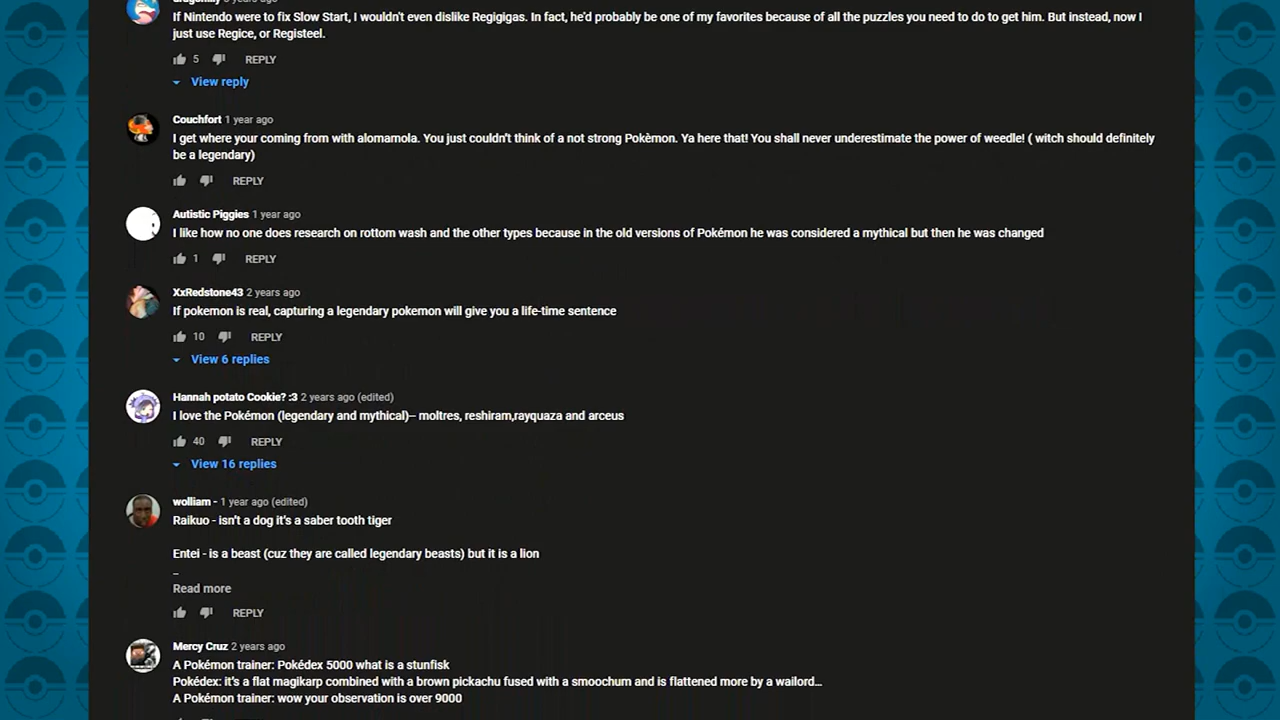 If Nintendo were to fix Slow Start, I wouldn't even dislike Regigigas. In fact, he'd probably be one of my favorites because of all the puzzles you need to do to get him. But instead, now I
just use Regice, or Registeel.
5 REPLY
View reply
Couchfort 1 year ago
I get where your coming from with alomamola. You just couldn't think of a not strong Pokèmon. Ya here that! You shall never underestimate the power of weedle! ( witch should definitely
be a legendary)
REPLY
Autistic Piggies 1 year ago
I like how no one does research on rottom wash and the other types because in the old versions of Pokémon he was considered a mythical but then he was changed
1 REPLY
XxRedstone43 2 years ago
If pokemon is real, capturing a legendary pokemon will give you a life-time sentence
10 REPLY
View 6 replies
Hannah potato Cookie? :3 2 years ago (edited)
I love the Pokémon (legendary and mythical)– moltres, reshiram,rayquaza and arceus
40 REPLY
View 16 replies
wolliam - 1 year ago (edited)
Raikuo - isn't a dog it's a saber tooth tiger
Entei - is a beast (cuz they are called legendary beasts) but it is a lion
–
Read more
REPLY
Mercy Cruz 2 years ago
A Pokémon trainer: Pokédex 5000 what is a stunfisk
Pokédex: it's a flat magikarp combined with a brown pickachu fused with a smoochum and is flattened more by a wailord...
A Pokémon trainer: wow your observation is over 9000